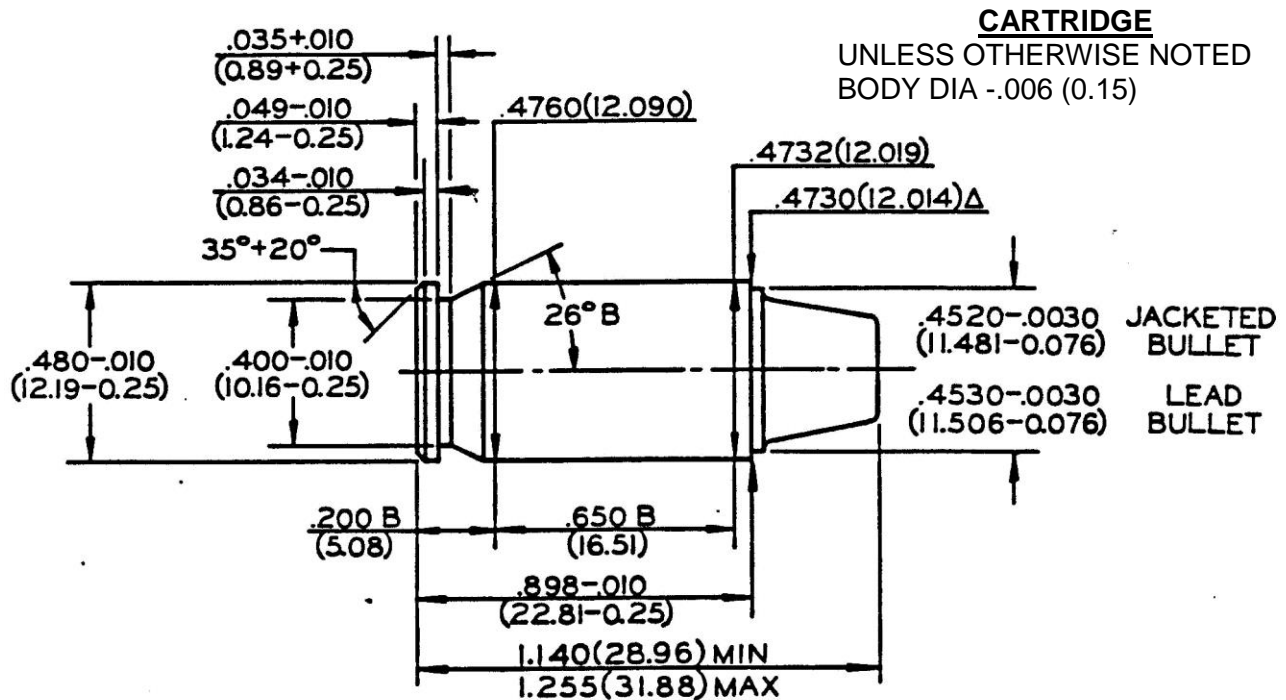 CARTRIDGE
UNLESS OTHERWISE NOTED
BODY DIA -.006 (0.15)
.035+.010
(0.89+0.25)
.049-.010
(1.24-0.25)
.034-.010
(0.86-0.25)
35°+20°
.4760(12.090)
.4732(12.019)
.4730(12.014)Δ
26° B
.480-.010
(12.19-0.25)
.400-.010
(10.16-0.25)
.4520-.0030 JACKETED
(11.481-0.076) BULLET
.4530-.0030 LEAD
(11.506-0.076) BULLET
.200 B
(5.08)
.650 B
(16.51)
.898-.010
(22.81-0.25)
1.140(28.96) MIN
1.255(31.88) MAX